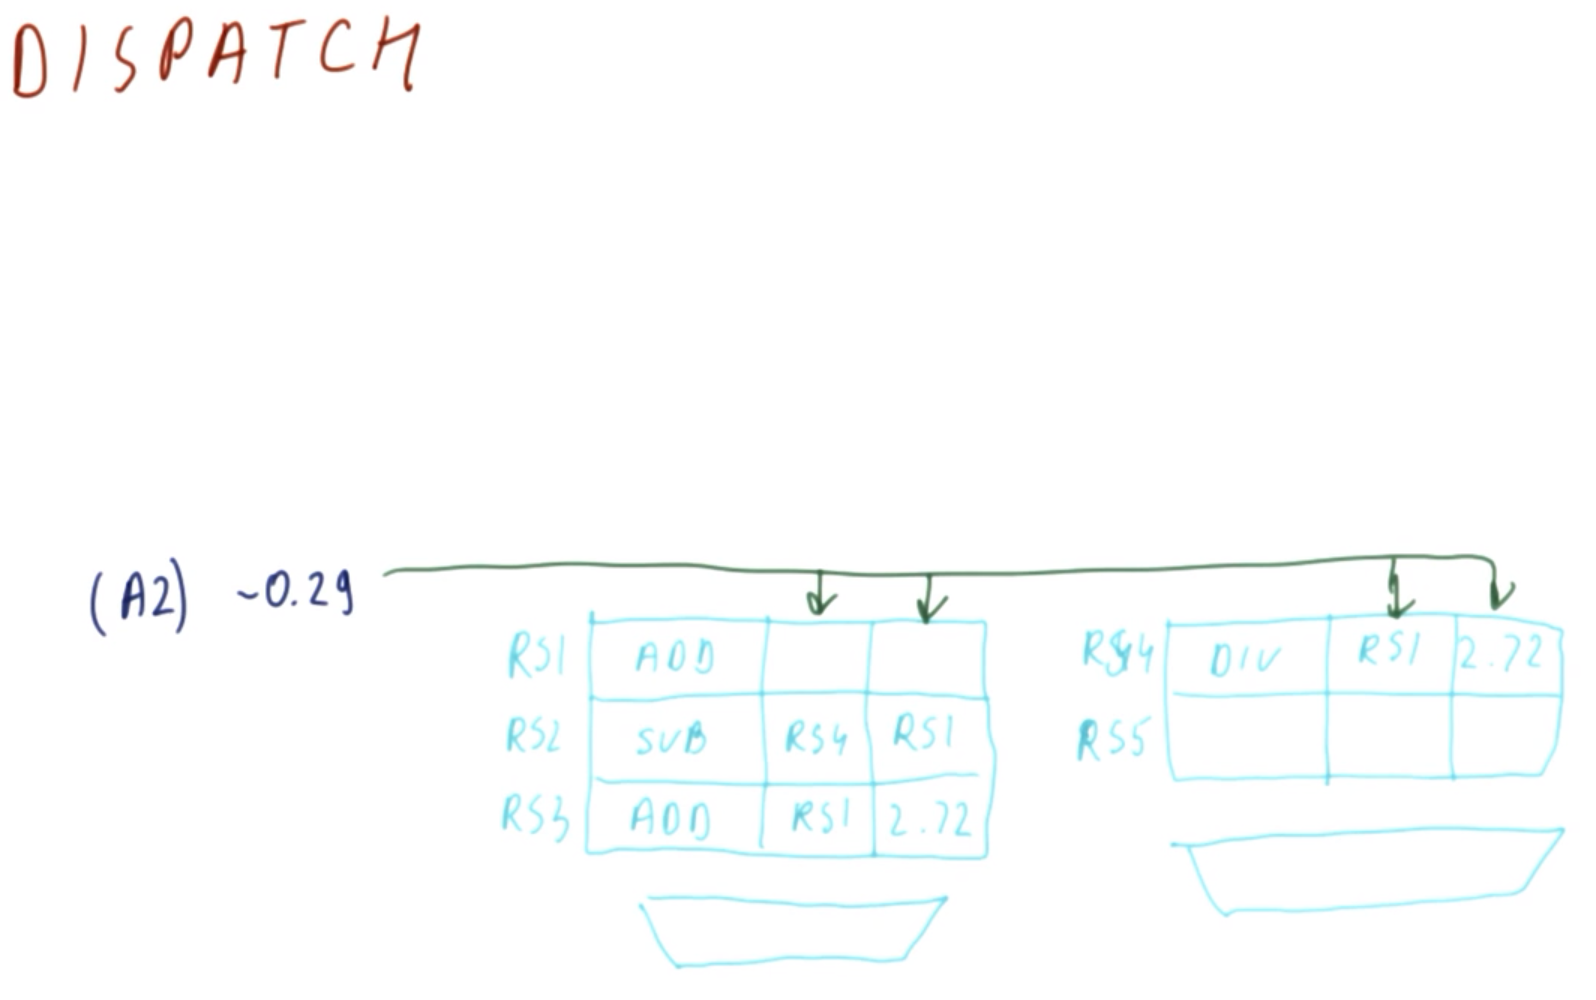 DISPATCH
(A2) -0.29
RS1 ADD
RS2 SUB RS4 RS1
RS3 ADD RS1 2.72
RS4 DIV RS1 2.72
RS5